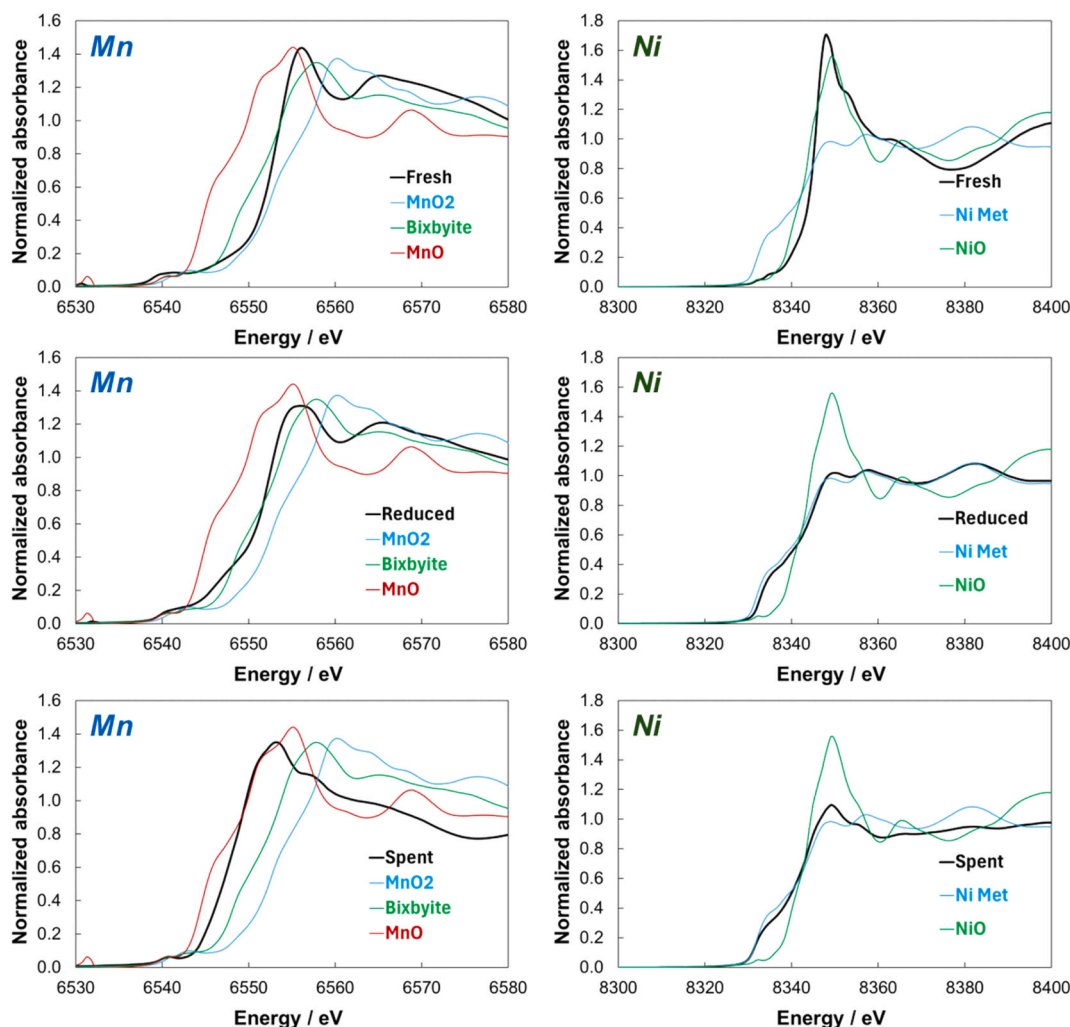 Mn
Normalized absorbance
1.6
1.4
1.2
1.0
0.8
0.6
0.4
0.2
0.0
Fresh
MnO2
Bixbyite
MnO
6530 6540 6550 6560 6570 6580
Energy / eV
Ni
Normalized absorbance
1.8
1.6
1.4
1.2
1.0
0.8
0.6
0.4
0.2
0.0
Fresh
Ni Met
NiO
8300 8320 8340 8360 8380 8400
Energy / eV
Mn
Normalized absorbance
1.6
1.4
1.2
1.0
0.8
0.6
0.4
0.2
0.0
Reduced
MnO2
Bixbyite
MnO
6530 6540 6550 6560 6570 6580
Energy / eV
Ni
Normalized absorbance
1.8
1.6
1.4
1.2
1.0
0.8
0.6
0.4
0.2
0.0
Reduced
Ni Met
NiO
8300 8320 8340 8360 8380 8400
Energy / eV
Mn
Normalized absorbance
1.6
1.4
1.2
1.0
0.8
0.6
0.4
0.2
0.0
Spent
MnO2
Bixbyite
MnO
6530 6540 6550 6560 6570 6580
Energy / eV
Ni
Normalized absorbance
1.8
1.6
1.4
1.2
1.0
0.8
0.6
0.4
0.2
0.0
Spent
Ni Met
NiO
8300 8320 8340 8360 8380 8400
Energy / eV